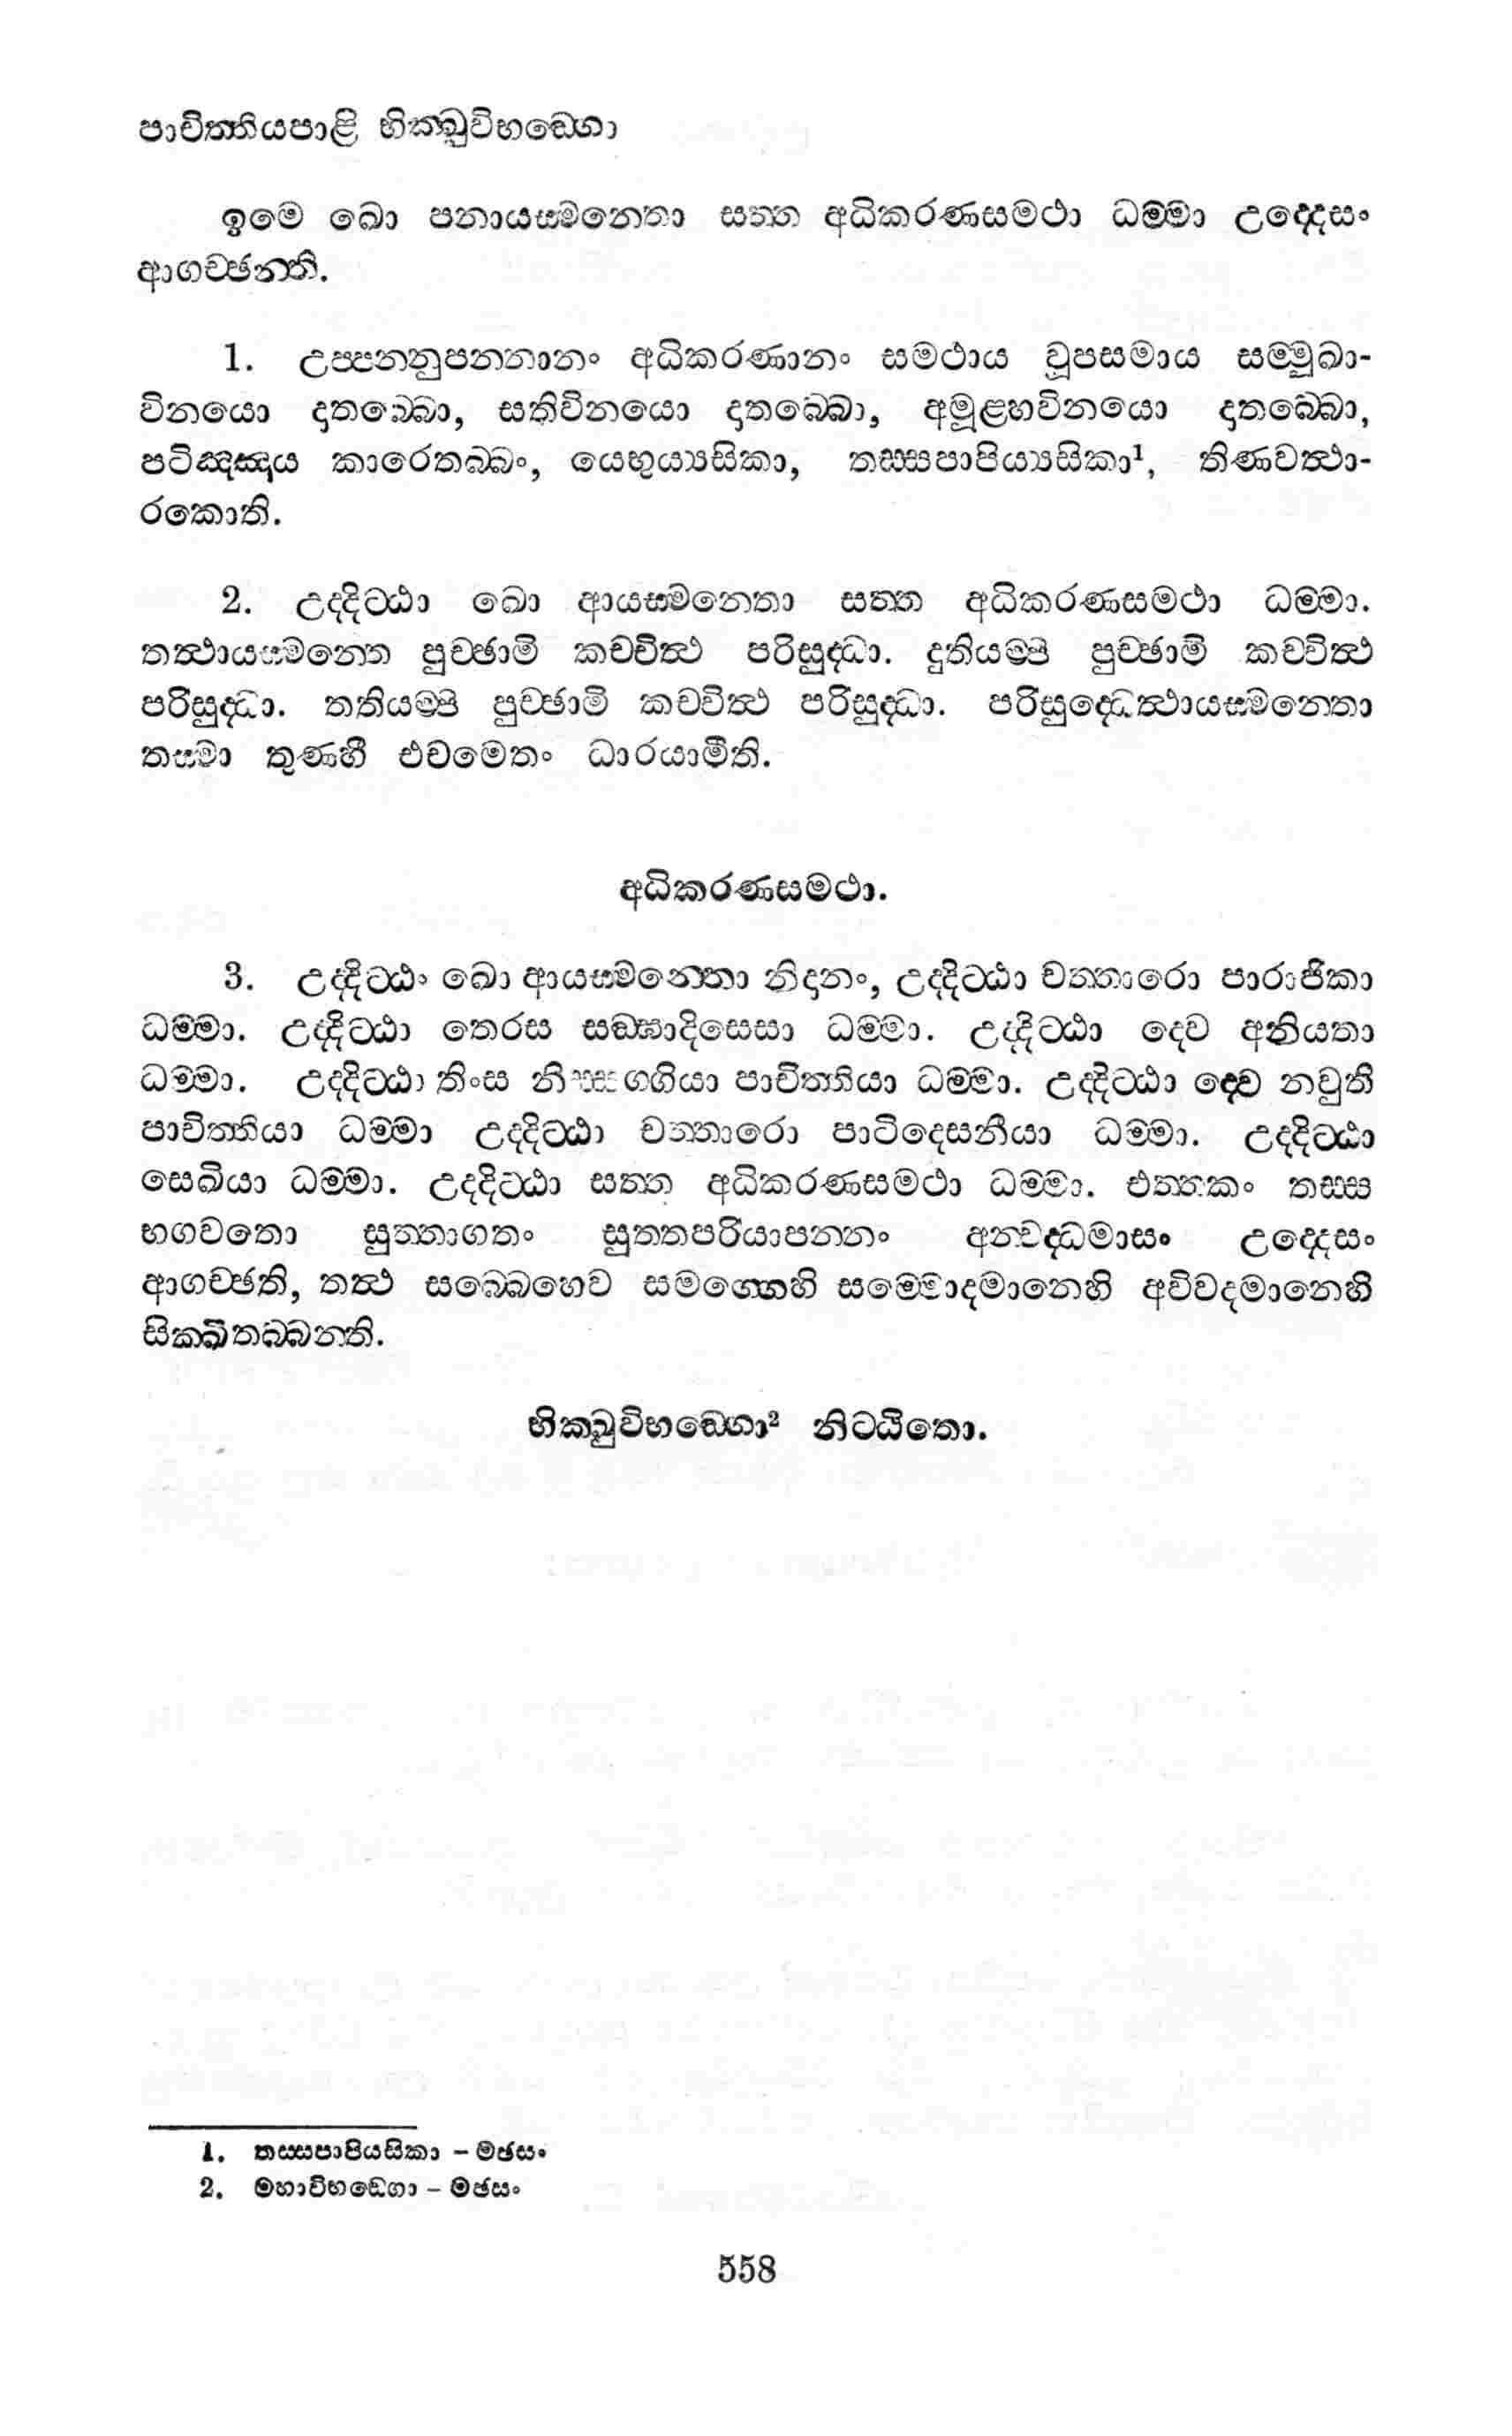 පාචිත්තියපාළි භික්ඛුවිභඞ්ගො
ඉමෙ ඛො පනායස්මන්තො සත්ත අධිකරණසමථා ධම්මා උද්දෙසං
ආගච්ඡන්ති.
1. උප්පන්නුපන්නානං අධිකරණානං සමථාය වූපසමාය සම්මුඛා-
විනයො දාතබ්බො, සතිවිනයො දාතබ්බො, අමූළ්හවිනයො දාතබ්බො,
පටිඤ්ඤාය කාරෙතබ්බං, යෙභුය්‍යසිකා, තස්සපාපිය්‍යසිකා¹, තිණවත්ථා-
රකොති.
2. උද්දිට්ඨා ඛො ආයස්මන්තො සත්ත අධිකරණසමථා ධම්මා.
තත්ථායස්මන්තෙ පුච්ඡාමි කච්චිත්ථ පරිසුද්ධා. දුතියම්පි පුච්ඡාමි කච්චිත්ථ
පරිසුද්ධා. තතියම්පි පුච්ඡාමි කච්චිත්ථ පරිසුද්ධා. පරිසුද්ධෙත්ථායස්මන්තො
තස්මා තුණ්හී එවමෙතං ධාරයාමීති.
අධිකරණසමථා.
3. උද්දිට්ඨං ඛො ආයස්මන්තො නිදානං, උද්දිට්ඨා චත්තාරො පාරාජිකා
ධම්මා. උද්දිට්ඨා තෙරස සඞ්ඝාදිසෙසා ධම්මා. උද්දිට්ඨා ද්වෙ අනියතා
ධම්මා. උද්දිට්ඨා තිංස නිස්සග්ගියා පාචිත්තියා ධම්මා. උද්දිට්ඨා ද්වෙ නවුති
පාචිත්තියා ධම්මා උද්දිට්ඨා චත්තාරො පාටිදෙසනීයා ධම්මා. උද්දිට්ඨා
සෙඛියා ධම්මා. උද්දිට්ඨා සත්ත අධිකරණසමථා ධම්මා. එත්තකං තස්ස
භගවතො සුත්තාගතං සුත්තපරියාපන්නං අන්වද්ධමාසං උද්දෙසං
ආගච්ඡති, තත්ථ සබ්බෙහෙව සමග්ගෙහි සම්මොදමානෙහි අවිවදමානෙහි
සික්ඛිතබ්බන්ති.
භික්ඛුවිභඞ්ගො² නිට්ඨිතො.
1. තස්සපාපියසිකා – මඡසං
2. මහාවිභඞ්ගො – මඡසං
558